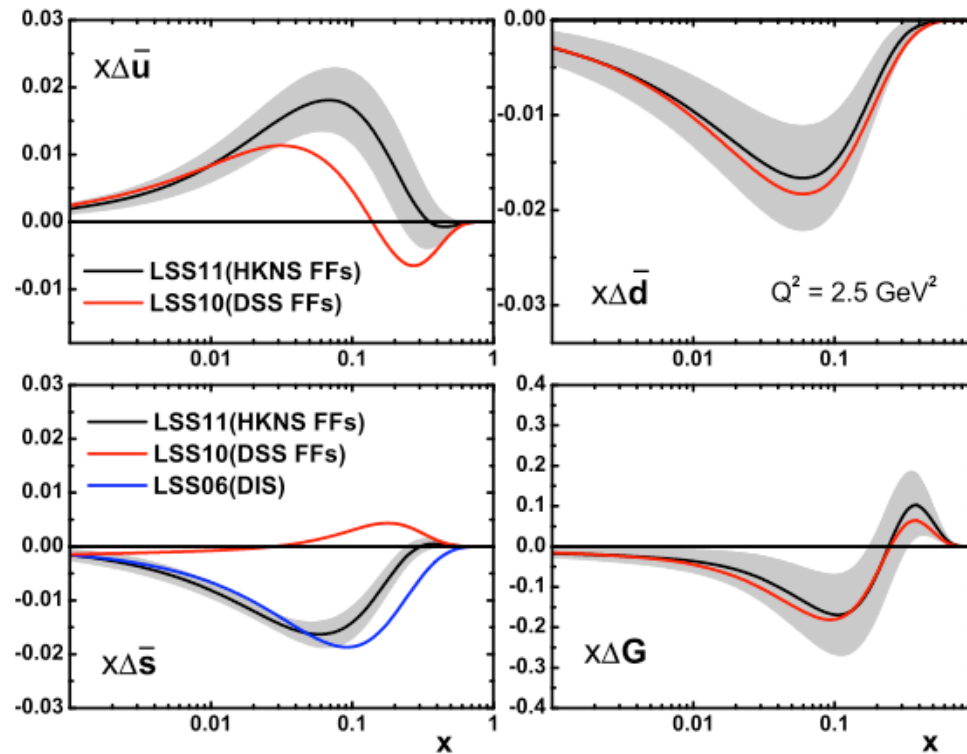 0.03
0.02
0.01
0.00
-0.01
xΔū
LSS11(HKNS FFs)
LSS10(DSS FFs)
0.01
0.1
1
0.00
-0.01
-0.02
-0.03
xΔd̄
Q² = 2.5 GeV²
0.01
0.1
0.03
0.02
0.01
0.00
-0.01
-0.02
-0.03
LSS11(HKNS FFs)
LSS10(DSS FFs)
LSS06(DIS)
xΔs̄
0.01
0.1
1
x
0.4
0.3
0.2
0.1
0.0
-0.1
-0.2
-0.3
-0.4
xΔG
0.01
0.1
x